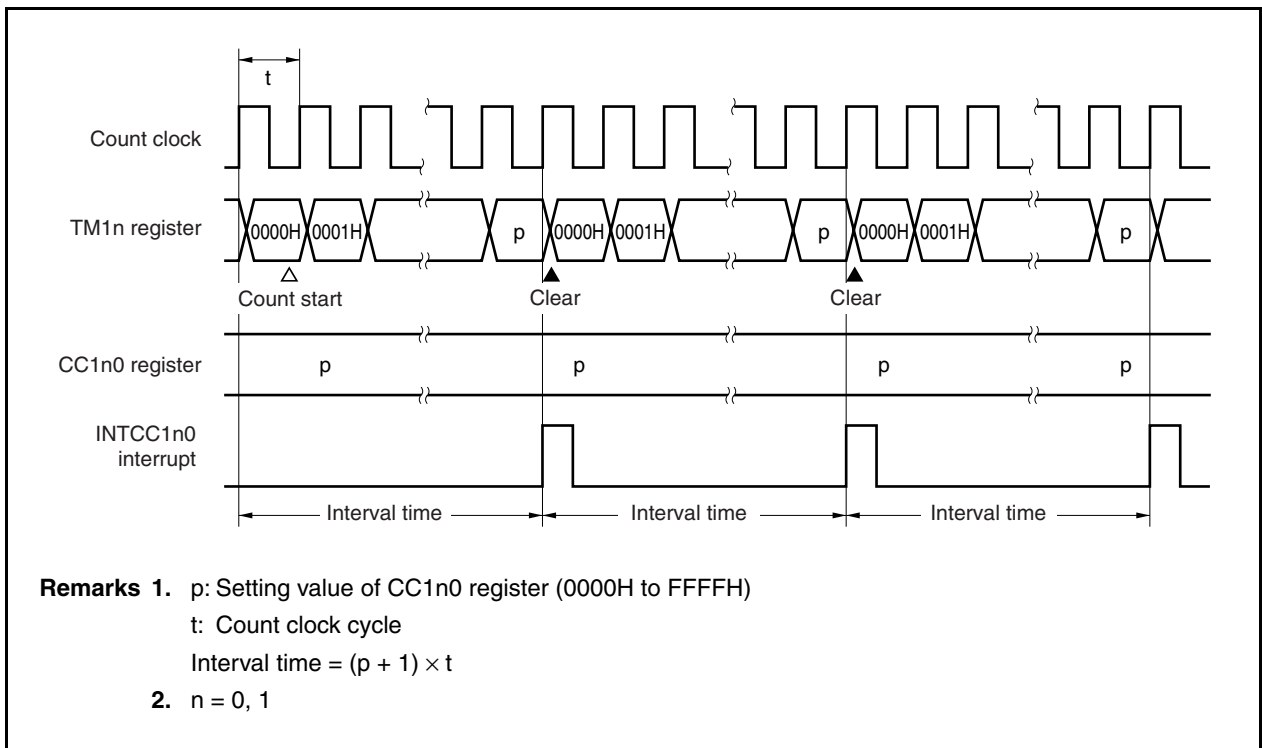 t
Count clock
TM1n register
0000H 0001H p 0000H 0001H p 0000H 0001H p
Count start Clear Clear
CC1n0 register
p p p p
INTCC1n0
interrupt
Interval time Interval time Interval time
Remarks 1. p: Setting value of CC1n0 register (0000H to FFFFH)
t: Count clock cycle
Interval time = (p + 1) × t
2. n = 0, 1